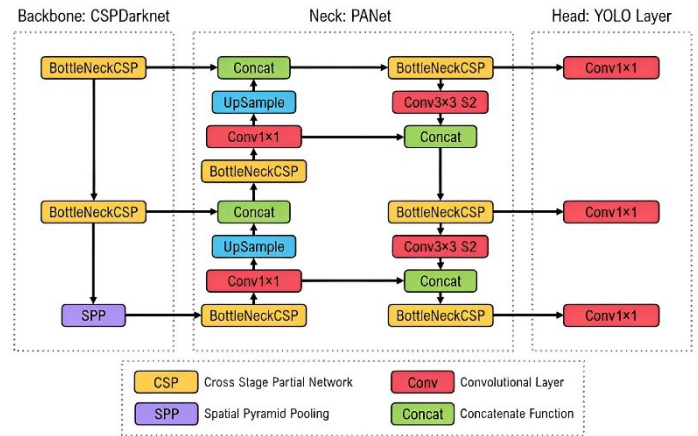 Backbone: CSPDarknet Neck: PANet Head: YOLO Layer
BottleNeckCSP Concat BottleNeckCSP Conv1×1
UpSample Conv3×3 S2
Conv1×1 Concat
BottleNeckCSP
BottleNeckCSP Concat BottleNeckCSP Conv1×1
UpSample Conv3×3 S2
Conv1×1 Concat
SPP BottleNeckCSP BottleNeckCSP Conv1×1
CSP Cross Stage Partial Network Conv Convolutional Layer
SPP Spatial Pyramid Pooling Concat Concatenate Function